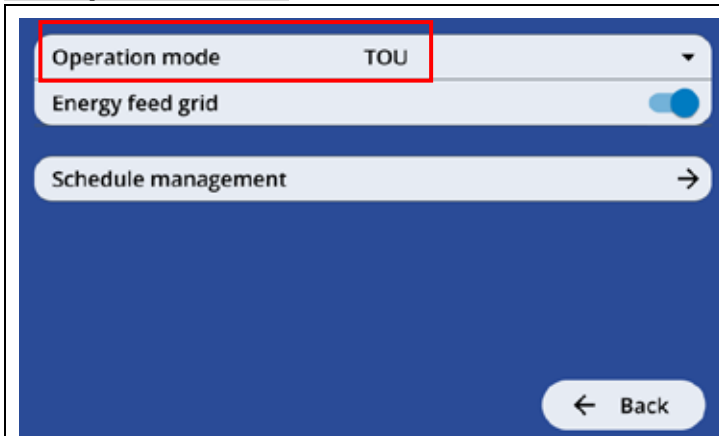 Operation mode TOU
Energy feed grid
Schedule management
Back